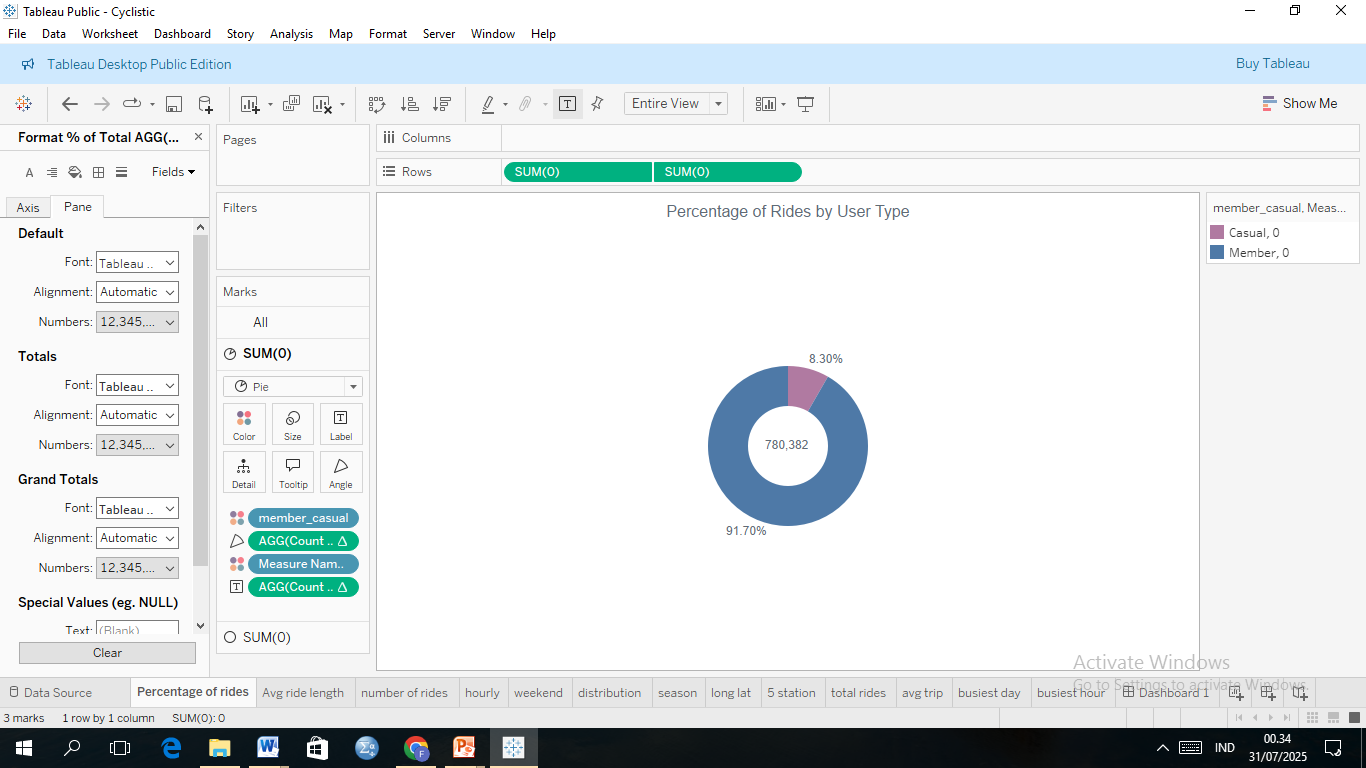 Tableau Public - Cyclistic
File Data Worksheet Dashboard Story Analysis Map Format Server Window Help
Tableau Desktop Public Edition
Buy Tableau
Entire View
Show Me
Format % of Total AGG(...
Fields
Axis
Pane
Default
Font: Tableau ..
Alignment: Automatic
Numbers: 12,345,...
Totals
Font: Tableau ..
Alignment: Automatic
Numbers: 12,345,...
Grand Totals
Font: Tableau ..
Alignment: Automatic
Numbers: 12,345,...
Special Values (eg. NULL)
Text: (Blank)
Clear
Pages
Filters
Marks
All
SUM(0)
Pie
Color Size Label
Detail Tooltip Angle
member_casual
AGG(Count .. Δ
Measure Nam..
AGG(Count .. Δ
SUM(0)
Columns
Rows SUM(0) SUM(0)
Percentage of Rides by User Type
8.30%
780,382
91.70%
member_casual, Meas...
Casual, 0
Member, 0
Activate Windows
Go to Settings to activate Windows.
Data Source Percentage of rides Avg ride length number of rides hourly weekend distribution season long lat 5 station total rides avg trip busiest day busiest hour Dashboard 1
3 marks 1 row by 1 column SUM(0): 0
IND
00.34
31/07/2025